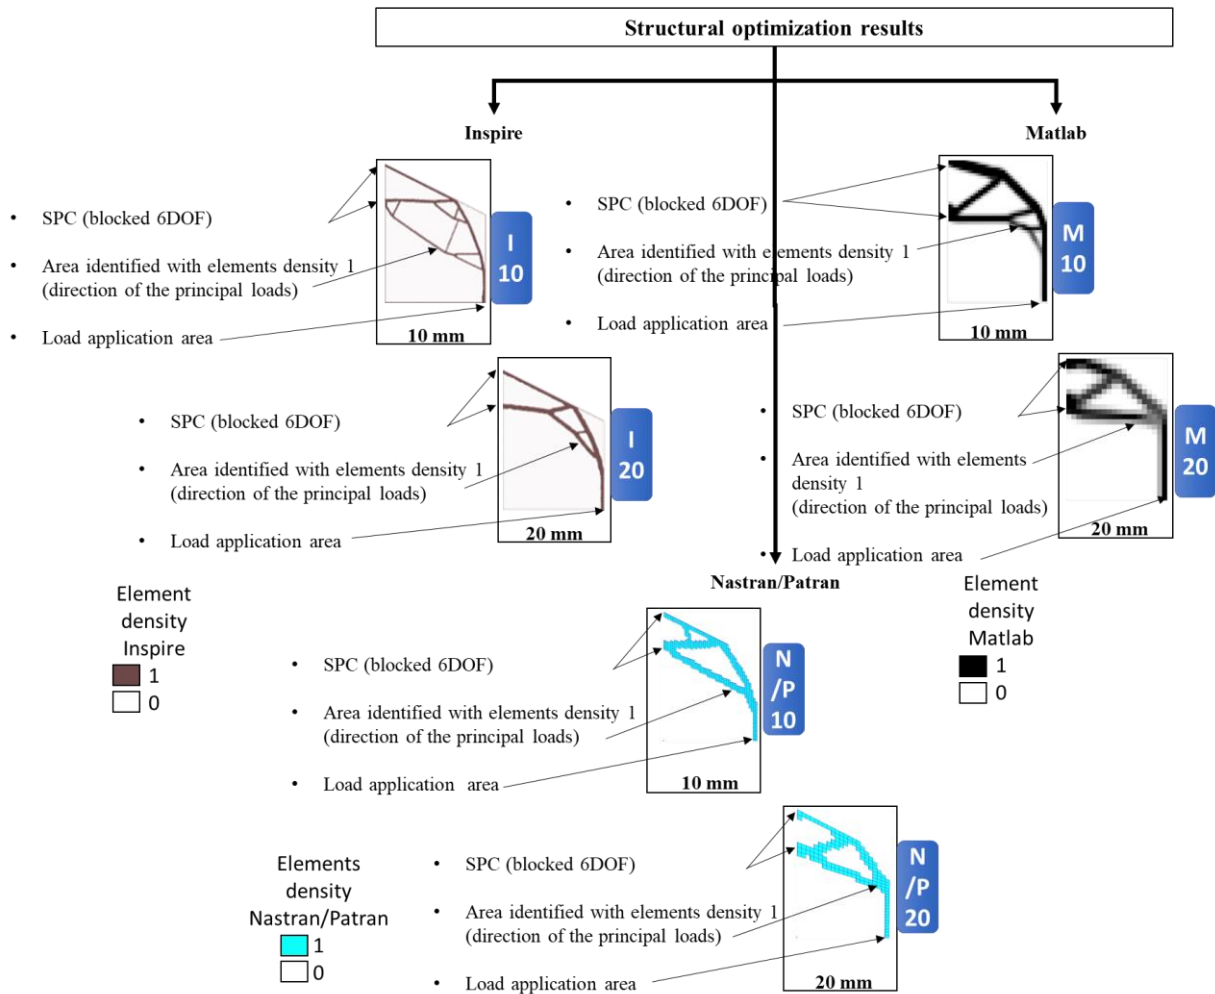 Structural optimization results
Inspire
Matlab
• SPC (blocked 6DOF)
• Area identified with elements density 1
(direction of the principal loads)
• Load application area
10 mm
I
10
• SPC (blocked 6DOF)
• Area identified with elements density 1
(direction of the principal loads)
• Load application area
10 mm
M
10
• SPC (blocked 6DOF)
• Area identified with elements density 1
(direction of the principal loads)
• Load application area
20 mm
I
20
• SPC (blocked 6DOF)
• Area identified with elements
density 1
(direction of the principal loads)
• Load application area
20 mm
M
20
Nastran/Patran
Element
density
Inspire
1
0
Element
density
Matlab
1
0
• SPC (blocked 6DOF)
• Area identified with elements density 1
(direction of the principal loads)
• Load application area
10 mm
N
/P
10
Elements
density
Nastran/Patran
1
0
• SPC (blocked 6DOF)
• Area identified with elements density 1
(direction of the principal loads)
• Load application area
20 mm
N
/P
20